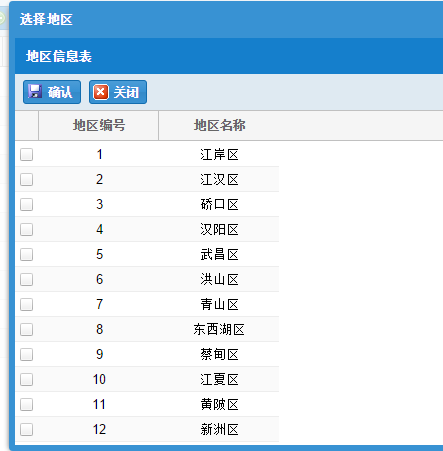 选择地区
地区信息表
确认 关闭
地区编号 地区名称
1 江岸区
2 江汉区
3 硚口区
4 汉阳区
5 武昌区
6 洪山区
7 青山区
8 东西湖区
9 蔡甸区
10 江夏区
11 黄陂区
12 新洲区